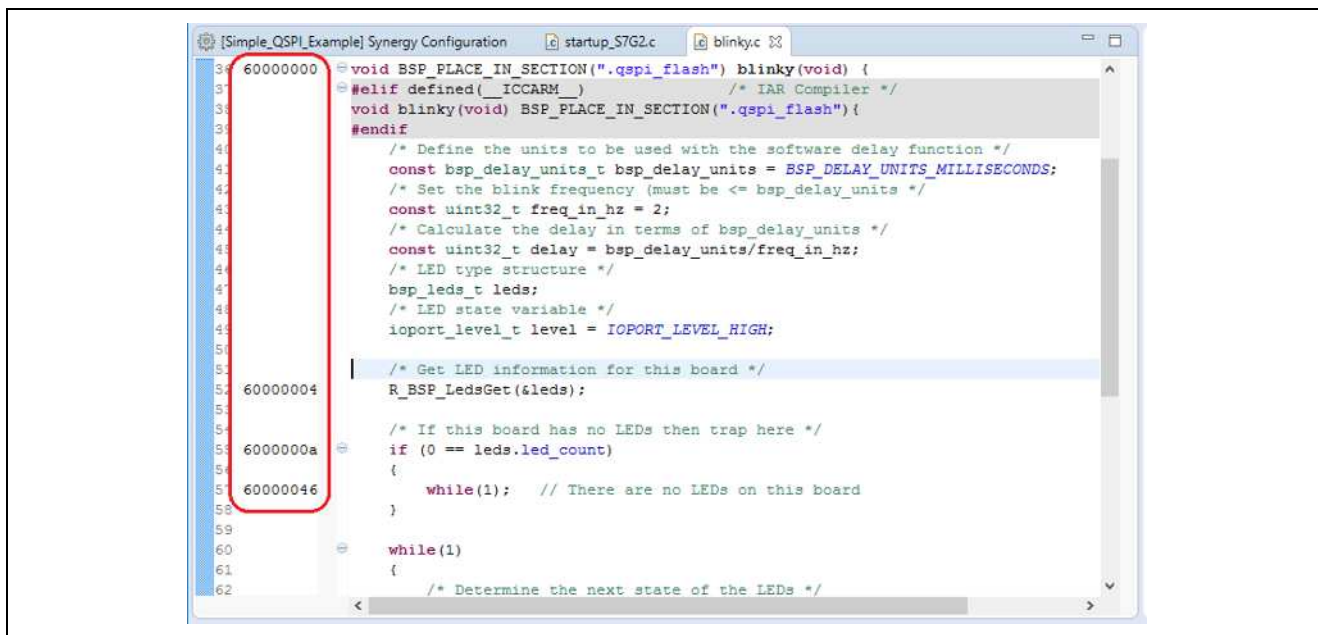 [Simple_QSPI_Example] Synergy Configuration startup_S7G2.c blinky.c
36 60000000 void BSP_PLACE_IN_SECTION(".qspi_flash") blinky(void) {
37 #elif defined(__ICCARM__) /* IAR Compiler */
38 void blinky(void) BSP_PLACE_IN_SECTION(".qspi_flash"){
39 #endif
40 /* Define the units to be used with the software delay function */
41 const bsp_delay_units_t bsp_delay_units = BSP_DELAY_UNITS_MILLISECONDS;
42 /* Set the blink frequency (must be <= bsp_delay_units */
43 const uint32_t freq_in_hz = 2;
44 /* Calculate the delay in terms of bsp_delay_units */
45 const uint32_t delay = bsp_delay_units/freq_in_hz;
46 /* LED type structure */
47 bsp_leds_t leds;
48 /* LED state variable */
49 ioport_level_t level = IOPORT_LEVEL_HIGH;
50
51 /* Get LED information for this board */
52 60000004 R_BSP_LedsGet(&leds);
53
54 /* If this board has no LEDs then trap here */
55 6000000a if (0 == leds.led_count)
56 {
57 60000046 while(1); // There are no LEDs on this board
58 }
59
60 while(1)
61 {
62 /* Determine the next state of the LEDs */